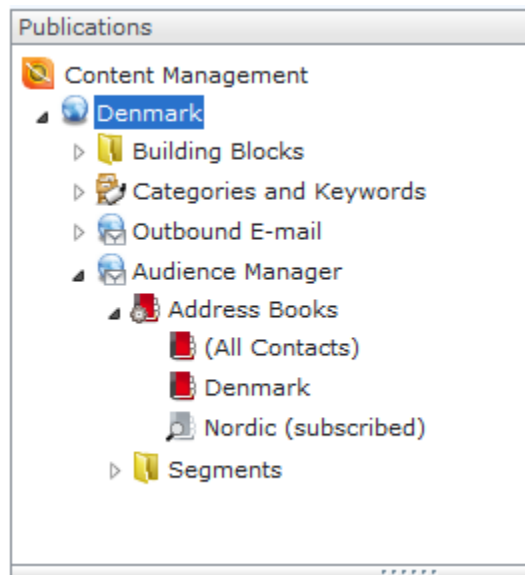 Publications
Content Management
Denmark
Building Blocks
Categories and Keywords
Outbound E-mail
Audience Manager
Address Books
(All Contacts)
Denmark
Nordic (subscribed)
Segments